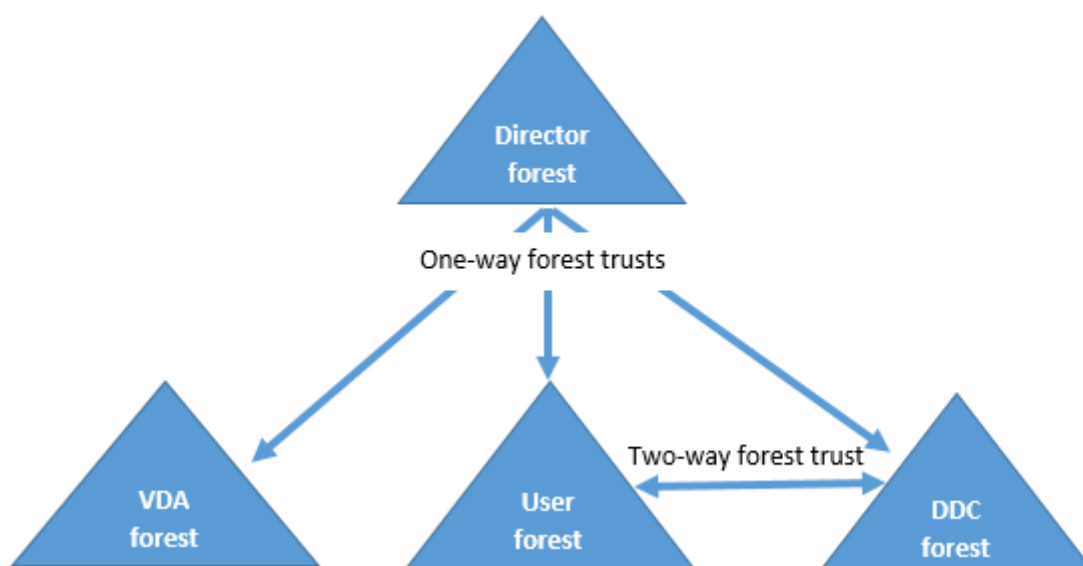 Director
forest
One-way forest trusts
Two-way forest trust
VDA
forest
User
forest
DDC
forest